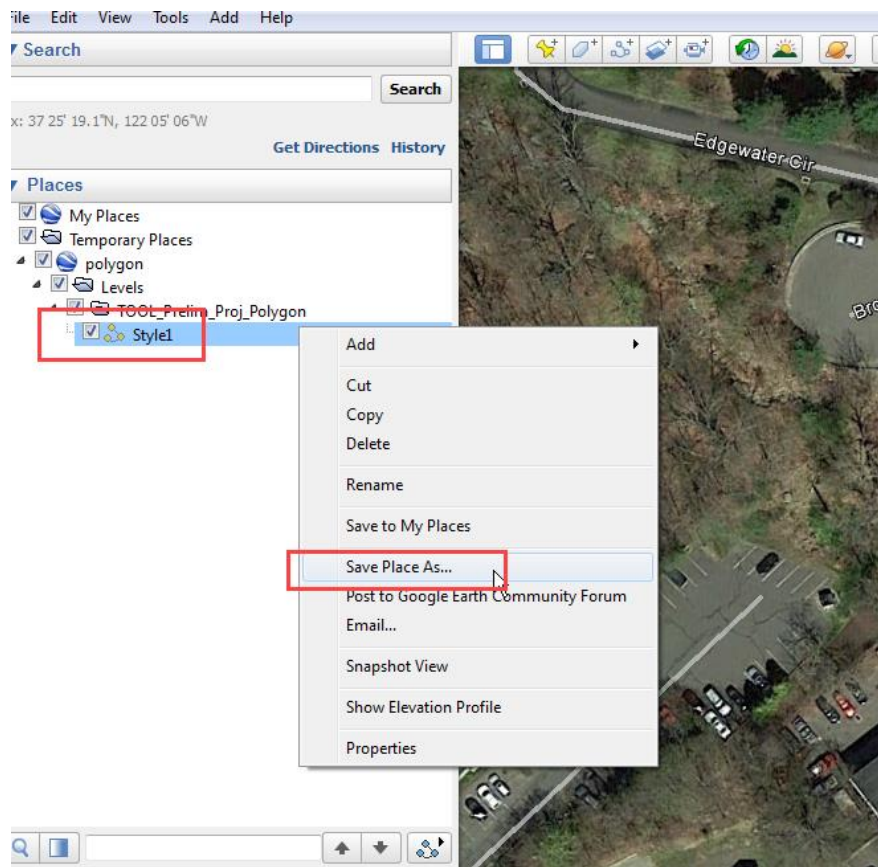 File Edit View Tools Add Help
Search
Search
ex: 37 25' 19.1"N, 122 05' 06"W
Get Directions History
Places
My Places
Temporary Places
polygon
Levels
TOOL_Prelim_Proj_Polygon
Style1
Add
Cut
Copy
Delete
Rename
Save to My Places
Save Place As...
Post to Google Earth Community Forum
Email...
Snapshot View
Show Elevation Profile
Properties
Edgewater Cir
Bro